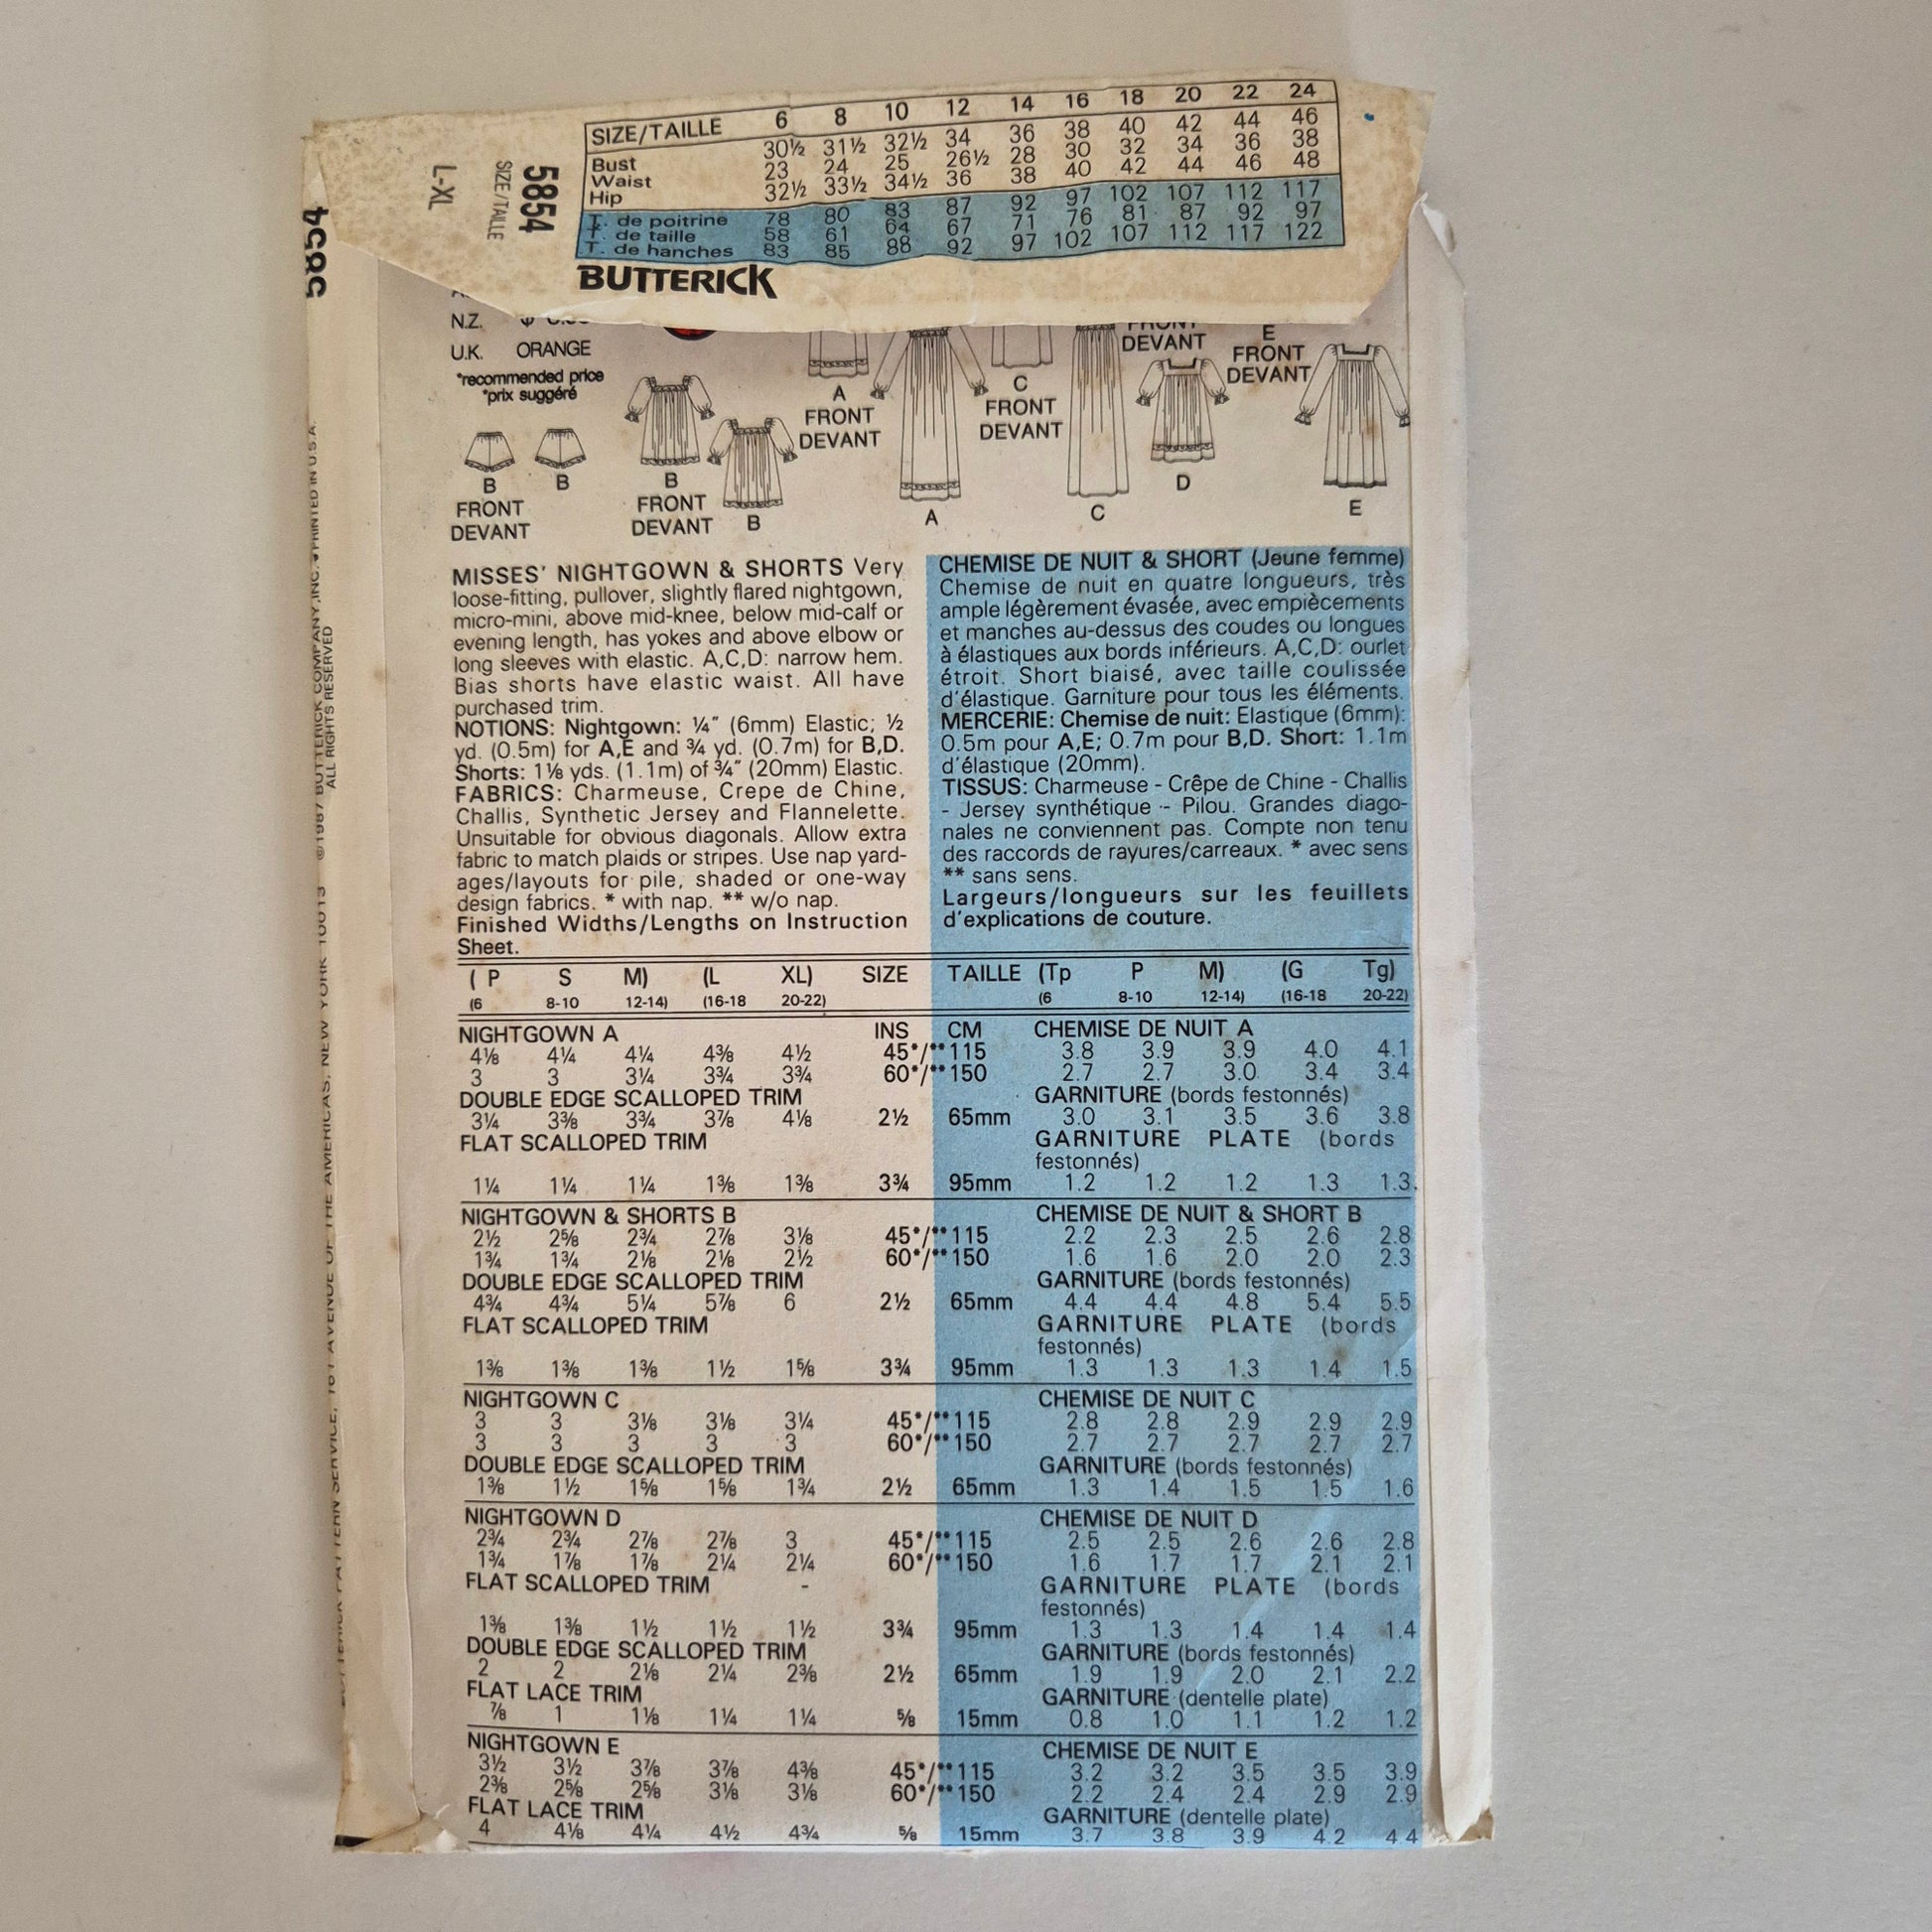 SIZE/TAILLE 6 8 10 12 14 16 18 20 22 24
Bust 30½ 31½ 32½ 34 36 38 40 42 44 46
Waist 23 24 25 26½ 28 30 32 34 36 38
Hip 32½ 33½ 34½ 36 38 40 42 44 46 48
T. de poitrine 78 80 83 87 92 97 102 107 112 117
T. de taille 58 61 64 67 71 76 81 87 92 97
T. de hanches 83 85 88 92 97 102 107 112 117 122
BUTTERICK
5854
SIZE/TAILLE
L-XL
5854
©1987 BUTTERICK COMPANY, INC. PRINTED IN U.S.A.
ALL RIGHTS RESERVED
PATTERN SERVICE, 161 AVENUE OF THE AMERICAS, NEW YORK 10013
N.Z. $
U.K. ORANGE
*recommended price
*prix suggéré
B
FRONT
DEVANT
B
B
FRONT
DEVANT
B
A
FRONT
DEVANT
A
C
FRONT
DEVANT
C
FRONT
DEVANT
D
E
FRONT
DEVANT
E
MISSES' NIGHTGOWN & SHORTS Very
loose-fitting, pullover, slightly flared nightgown,
micro-mini, above mid-knee, below mid-calf or
evening length, has yokes and above elbow or
long sleeves with elastic. A,C,D: narrow hem.
Bias shorts have elastic waist. All have
purchased trim.
NOTIONS: Nightgown: ¼" (6mm) Elastic; ½
yd. (0.5m) for A,E and ¾ yd. (0.7m) for B,D.
Shorts: 1⅛ yds. (1.1m) of ¾" (20mm) Elastic.
FABRICS: Charmeuse, Crepe de Chine,
Challis, Synthetic Jersey and Flannelette.
Unsuitable for obvious diagonals. Allow extra
fabric to match plaids or stripes. Use nap yard-
ages/layouts for pile, shaded or one-way
design fabrics. * with nap. ** w/o nap.
Finished Widths/Lengths on Instruction
Sheet.
CHEMISE DE NUIT & SHORT (Jeune femme)
Chemise de nuit en quatre longueurs, très
ample légèrement évasée, avec empiècements
et manches au-dessus des coudes ou longues
à élastiques aux bords inférieurs. A,C,D: ourlet
étroit. Short biaisé, avec taille coulissée
d'élastique. Garniture pour tous les éléments.
MERCERIE: Chemise de nuit: Elastique (6mm):
0.5m pour A,E; 0.7m pour B,D. Short: 1.1m
d'élastique (20mm).
TISSUS: Charmeuse - Crêpe de Chine - Challis
- Jersey synthétique - Pilou. Grandes diago-
nales ne conviennent pas. Compte non tenu
des raccords de rayures/carreaux. * avec sens
** sans sens.
Largeurs/longueurs sur les feuillets
d'explications de couture.
( P S M) (L XL) SIZE TAILLE (Tp P M) (G Tg)
(6 8-10 12-14) (16-18 20-22) (6 8-10 12-14) (16-18 20-22)
NIGHTGOWN A INS CM CHEMISE DE NUIT A
4⅛ 4¼ 4¼ 4⅜ 4½ 45*/**115 3.8 3.9 3.9 4.0 4.1
3 3 3¼ 3¾ 3¾ 60*/**150 2.7 2.7 3.0 3.4 3.4
DOUBLE EDGE SCALLOPED TRIM GARNITURE (bords festonnés)
3¼ 3⅜ 3¾ 3⅞ 4⅛ 2½ 65mm 3.0 3.1 3.5 3.6 3.8
FLAT SCALLOPED TRIM GARNITURE PLATE (bords
festonnés)
1¼ 1¼ 1¼ 1⅜ 1⅜ 3¾ 95mm 1.2 1.2 1.2 1.3 1.3
NIGHTGOWN & SHORTS B CHEMISE DE NUIT & SHORT B
2½ 2⅝ 2¾ 2⅞ 3⅛ 45*/**115 2.2 2.3 2.5 2.6 2.8
1¾ 1¾ 2⅛ 2⅛ 2½ 60*/**150 1.6 1.6 2.0 2.0 2.3
DOUBLE EDGE SCALLOPED TRIM GARNITURE (bords festonnés)
4¾ 4¾ 5¼ 5⅞ 6 2½ 65mm 4.4 4.4 4.8 5.4 5.5
FLAT SCALLOPED TRIM GARNITURE PLATE (bords
festonnés)
1⅜ 1⅜ 1⅜ 1½ 1⅝ 3¾ 95mm 1.3 1.3 1.3 1.4 1.5
NIGHTGOWN C CHEMISE DE NUIT C
3 3 3⅛ 3⅛ 3¼ 45*/**115 2.8 2.8 2.9 2.9 2.9
3 3 3 3 3 60*/**150 2.7 2.7 2.7 2.7 2.7
DOUBLE EDGE SCALLOPED TRIM GARNITURE (bords festonnés)
1⅜ 1½ 1⅝ 1⅝ 1¾ 2½ 65mm 1.3 1.4 1.5 1.5 1.6
NIGHTGOWN D CHEMISE DE NUIT D
2¾ 2¾ 2⅞ 2⅞ 3 45*/**115 2.5 2.5 2.6 2.6 2.8
1¾ 1⅞ 1⅞ 2¼ 2¼ 60*/**150 1.6 1.7 1.7 2.1 2.1
FLAT SCALLOPED TRIM - GARNITURE PLATE (bords
festonnés)
1⅜ 1⅜ 1½ 1½ 1½ 3¾ 95mm 1.3 1.3 1.4 1.4 1.4
DOUBLE EDGE SCALLOPED TRIM GARNITURE (bords festonnés)
2 2 2⅛ 2¼ 2⅜ 2½ 65mm 1.9 1.9 2.0 2.1 2.2
FLAT LACE TRIM GARNITURE (dentelle plate)
⅞ 1 1⅛ 1¼ 1¼ ⅝ 15mm 0.8 1.0 1.1 1.2 1.2
NIGHTGOWN E CHEMISE DE NUIT E
3½ 3½ 3⅞ 3⅞ 4⅜ 45*/**115 3.2 3.2 3.5 3.5 3.9
2⅜ 2⅝ 2⅝ 3⅛ 3⅛ 60*/**150 2.2 2.4 2.4 2.9 2.9
FLAT LACE TRIM GARNITURE (dentelle plate)
4 4⅛ 4¼ 4½ 4¾ ⅝ 15mm 3.7 3.8 3.9 4.2 4.4